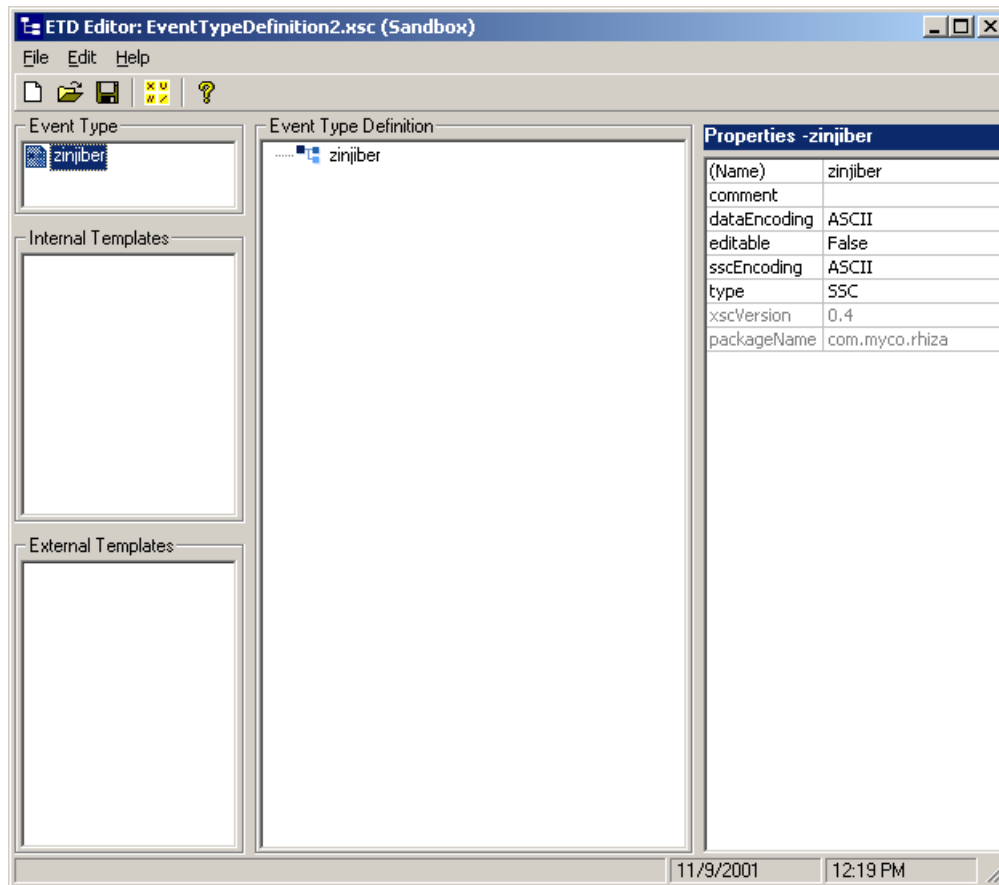 ETD Editor: EventTypeDefinition2.xsc (Sandbox)
File Edit Help
Event Type
zinjiber
Internal Templates
External Templates
Event Type Definition
zinjiber
Properties -zinjiber
(Name) zinjiber
comment
dataEncoding ASCII
editable False
sscEncoding ASCII
type SSC
xscVersion 0.4
packageName com.myco.rhiza
11/9/2001 12:19 PM